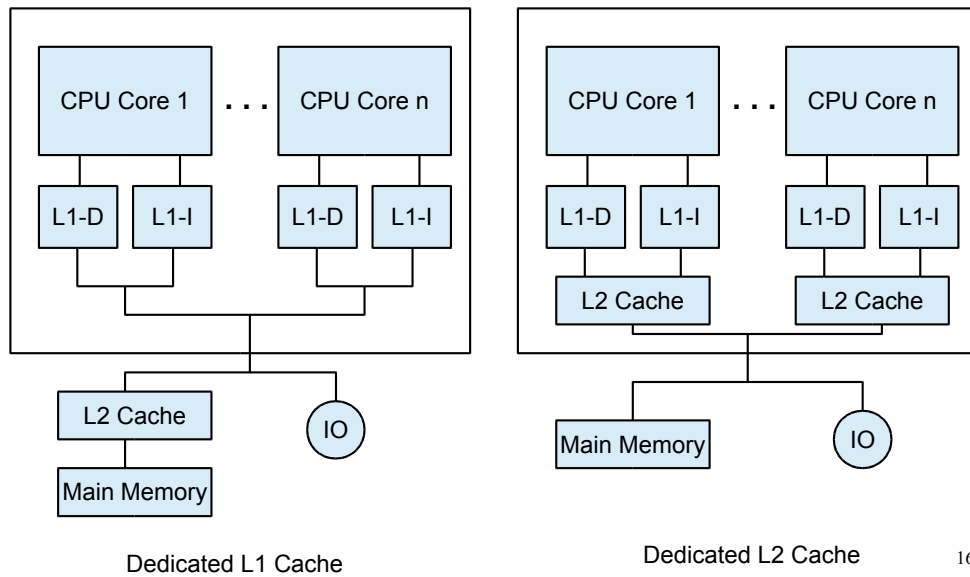 CPU Core 1
. . .
CPU Core n
L1-D
L1-I
L1-D
L1-I
L2 Cache
IO
Main Memory
Dedicated L1 Cache
CPU Core 1
. . .
CPU Core n
L1-D
L1-I
L1-D
L1-I
L2 Cache
L2 Cache
Main Memory
IO
Dedicated L2 Cache
16